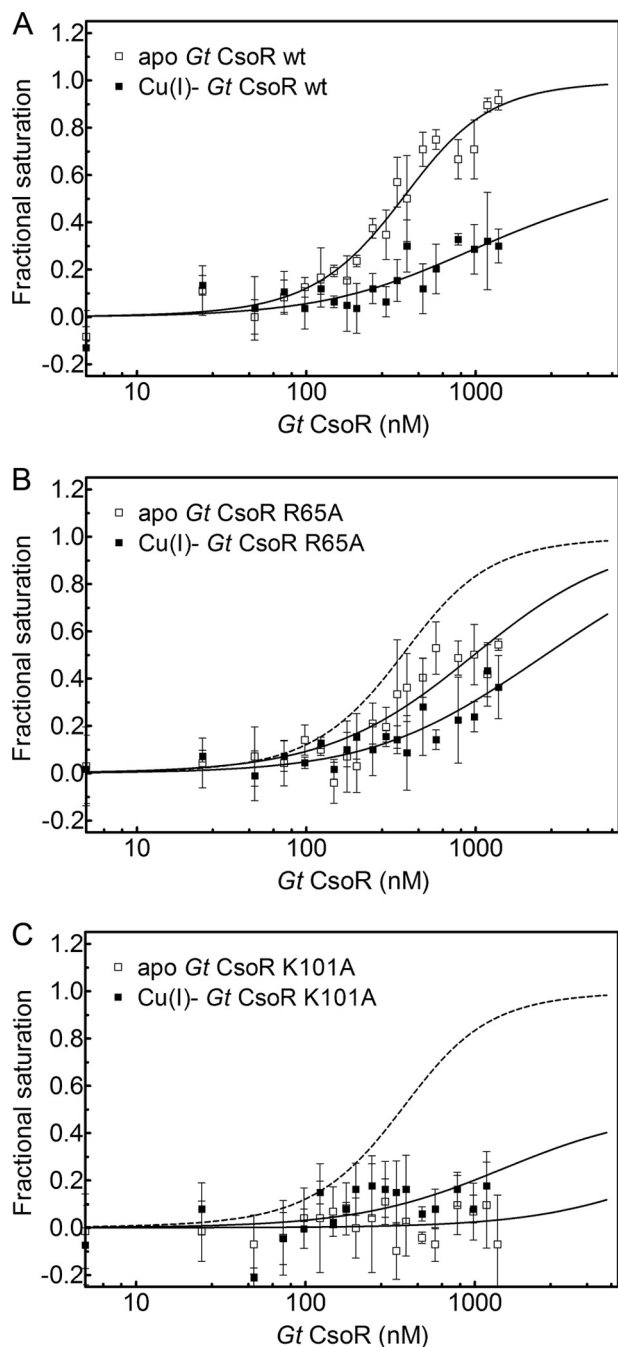 A
apo Gt CsoR wt
Cu(I)- Gt CsoR wt
Fractional saturation
1.2
1.0
0.8
0.6
0.4
0.2
0.0
-0.2
10 100 1000
Gt CsoR (nM)
B
apo Gt CsoR R65A
Cu(I)- Gt CsoR R65A
Fractional saturation
1.2
1.0
0.8
0.6
0.4
0.2
0.0
-0.2
10 100 1000
Gt CsoR (nM)
C
apo Gt CsoR K101A
Cu(I)- Gt CsoR K101A
Fractional saturation
1.2
1.0
0.8
0.6
0.4
0.2
0.0
-0.2
10 100 1000
Gt CsoR (nM)